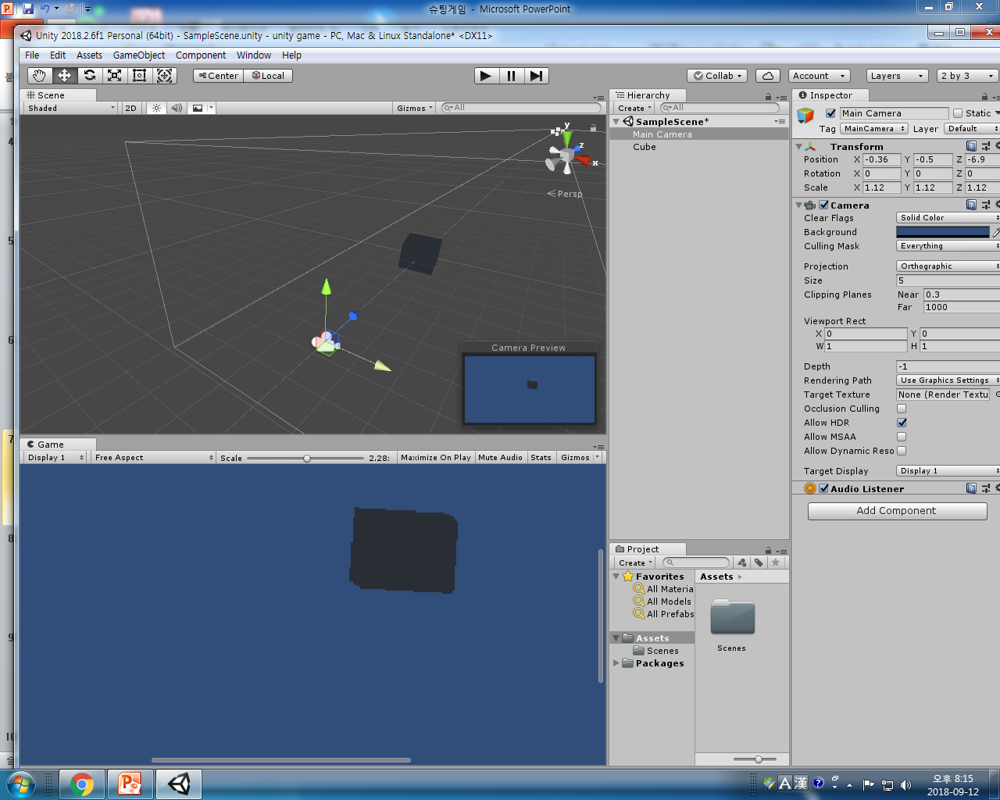 슈팅게임 - Microsoft PowerPoint
Unity 2018.2.6f1 Personal (64bit) - SampleScene.unity - unity game - PC, Mac & Linux Standalone* <DX11>
File Edit Assets GameObject Component Window Help
Center Local Collab Account Layers 2 by 3
Scene
Shaded 2D Gizmos All
y
z
x
Persp
Camera Preview
Game
Display 1 Free Aspect Scale 2.28: Maximize On Play Mute Audio Stats Gizmos
Hierarchy
Create All
SampleScene*
Main Camera
Cube
Project
Create
Favorites
All Materia
All Models
All Prefabs
Assets
Scenes
Packages
Assets
Scenes
Inspector
Main Camera Static
Tag MainCamera Layer Default
Transform
Position X -0.36 Y -0.5 Z -6.9
Rotation X 0 Y 0 Z 0
Scale X 1.12 Y 1.12 Z 1.12
Camera
Clear Flags Solid Color
Background
Culling Mask Everything
Projection Orthographic
Size 5
Clipping Planes Near 0.3
Far 1000
Viewport Rect
X 0 Y 0
W 1 H 1
Depth -1
Rendering Path Use Graphics Settings
Target Texture None (Render Textu
Occlusion Culling
Allow HDR
Allow MSAA
Allow Dynamic Reso
Target Display Display 1
Audio Listener
Add Component
4
5
6
7
8
9
10
A 漢
오후 8:15
2018-09-12